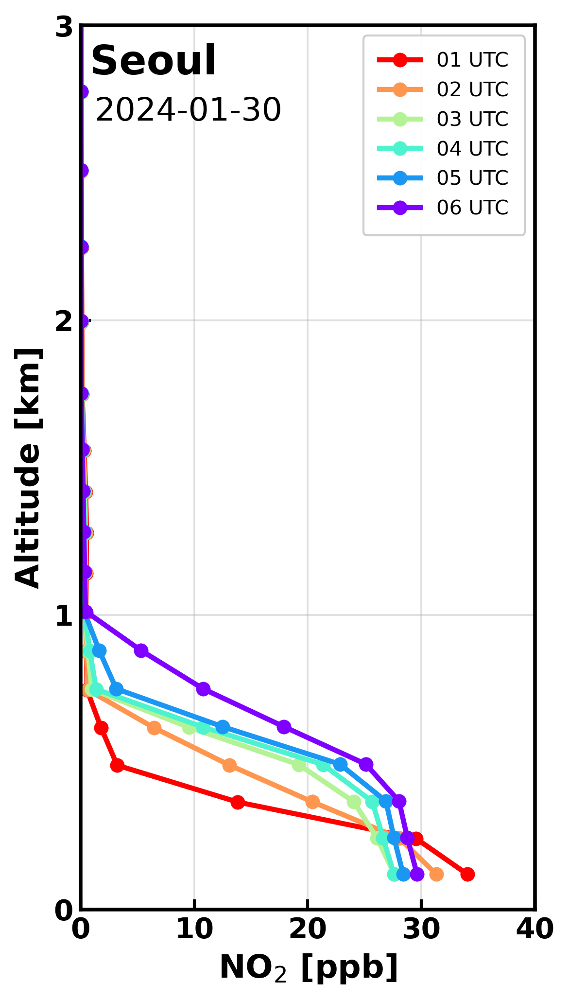 Seoul
2024-01-30
01 UTC
02 UTC
03 UTC
04 UTC
05 UTC
06 UTC
Altitude [km]
3
2
1
0
0 10 20 30 40
NO₂ [ppb]